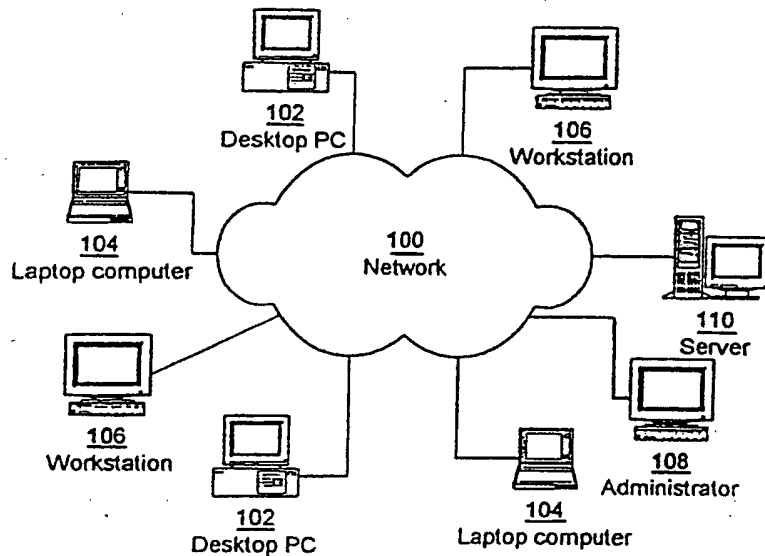 102
Desktop PC
106
Workstation
104
Laptop computer
100
Network
110
Server
106
Workstation
108
Administrator
102
Desktop PC
104
Laptop computer